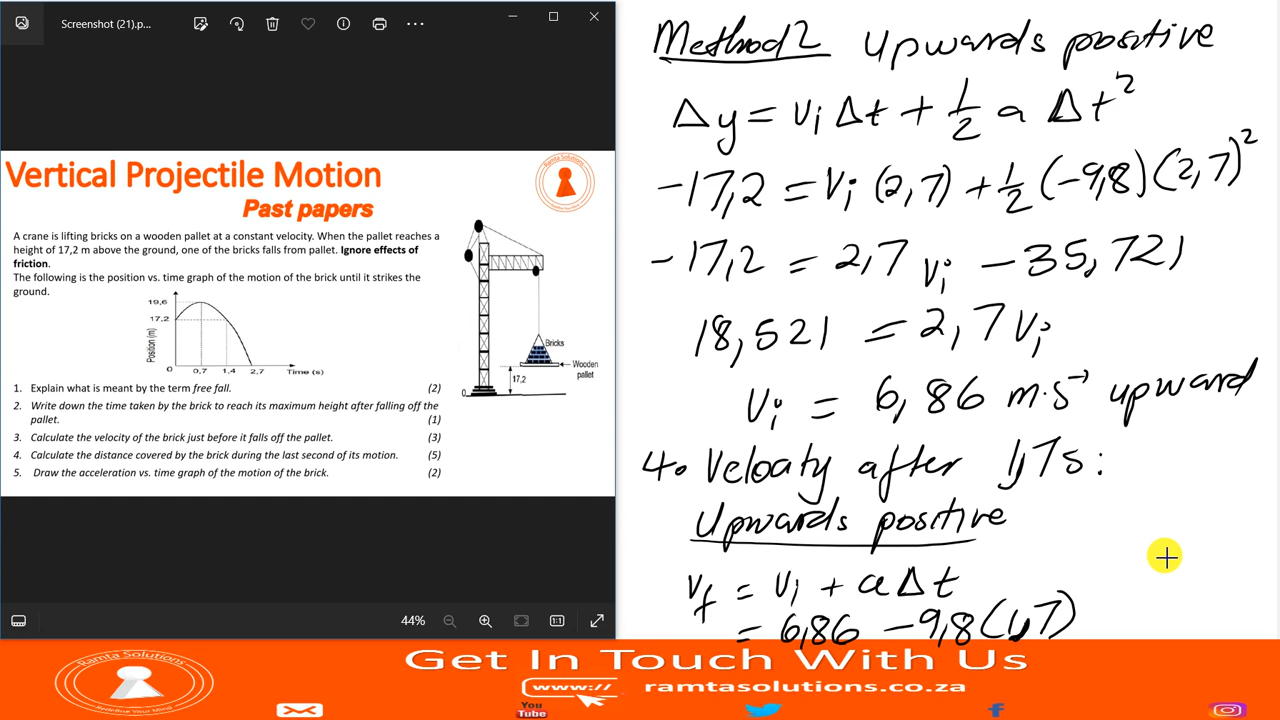 Screenshot (21).p...
Vertical Projectile Motion
Past papers
A crane is lifting bricks on a wooden pallet at a constant velocity. When the pallet reaches a
height of 17,2 m above the ground, one of the bricks falls from pallet. Ignore effects of
friction.
The following is the position vs. time graph of the motion of the brick until it strikes the
ground.
19,6
17,2
Position (m)
0
0,7
1,4
2,7
Time (s)
Bricks
Wooden
pallet
17,2
0
1. Explain what is meant by the term free fall. (2)
2. Write down the time taken by the brick to reach its maximum height after falling off the
pallet. (1)
3. Calculate the velocity of the brick just before it falls off the pallet. (3)
4. Calculate the distance covered by the brick during the last second of its motion. (5)
5. Draw the acceleration vs. time graph of the motion of the brick. (2)
44%
1:1
Method 2 Upwards positive
Δy = viΔt + 1/2 a Δt²
-17,2 = vi (2,7) + 1/2 (-9,8)(2,7)²
-17,2 = 2,7 vi - 35,721
18,521 = 2,7 vi
vi = 6,86 m·s⁻¹ upward
4. Velocity after 1,7s:
Upwards positive
vf = vi + aΔt
= 6,86 - 9,8(1,7)
Ramta Solutions
Redefine Your Mind
Get In Touch With Us
www://
ramtasolutions.co.za
You
Tube